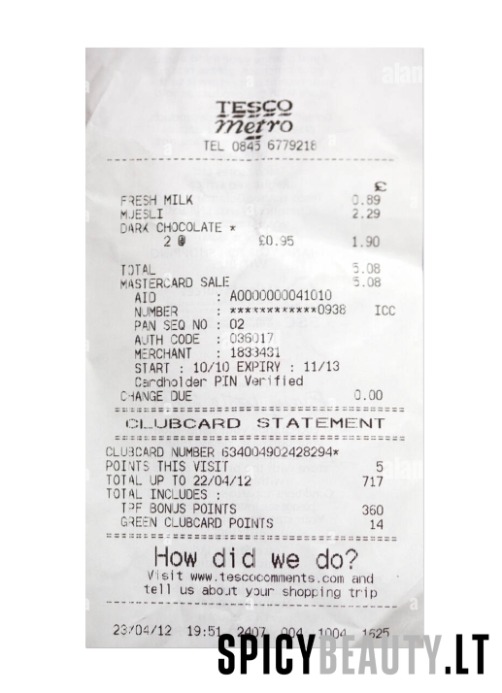 TESCO
metro
TEL 0845 6779218
£
FRESH MILK 0.89
MUESLI 2.29
DARK CHOCOLATE *
2 @ £0.95 1.90
TOTAL 5.08
MASTERCARD SALE 5.08
AID : A0000000041010
NUMBER : ************0938 ICC
PAN SEQ NO : 02
AUTH CODE : 036017
MERCHANT : 1833431
START : 10/10 EXPIRY : 11/13
Cardholder PIN Verified
CHANGE DUE 0.00
CLUBCARD STATEMENT
CLUBCARD NUMBER 634004902428294*
POINTS THIS VISIT 5
TOTAL UP TO 22/04/12 717
TOTAL INCLUDES :
TPF BONUS POINTS 360
GREEN CLUBCARD POINTS 14
How did we do?
Visit www.tescocomments.com and
tell us about your shopping trip
23/04/12 19:51 2407 004 1004 1625
SPICYBEAUTY.LT